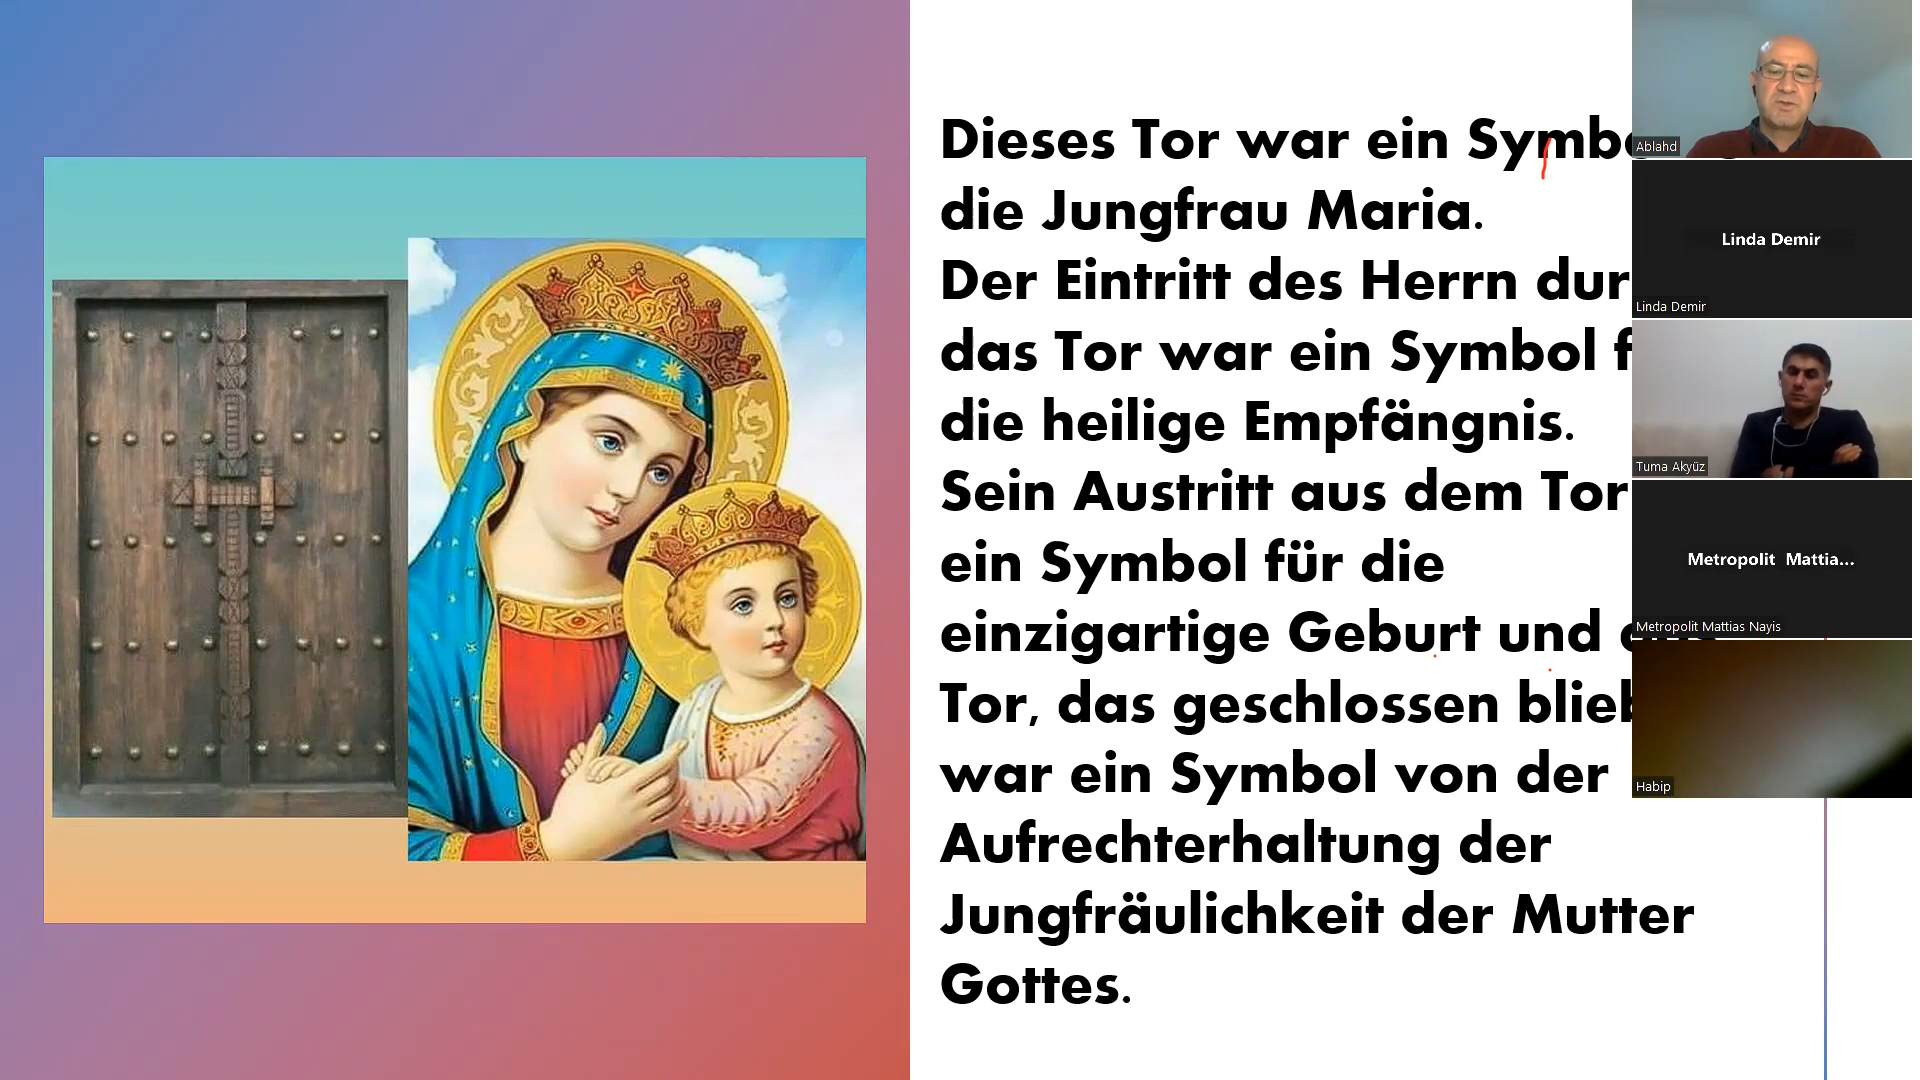 Dieses Tor war ein
die Jungfrau Maria.
Der Eintritt des Herrn
das Tor war ein Symbol
die heilige Empfängnis.
Sein Austritt aus dem Tor
ein Symbol für die
einzigartige Geburt und
Tor, das geschlossen
war ein Symbol von der
Aufrechterhaltung der
Jungfräulichkeit der Mutter
Gottes.
Ablahd
Linda Demir
Linda Demir
Tuma Akyüz
Metropolit Mattia...
Metropolit Mattias Nayis
Habip